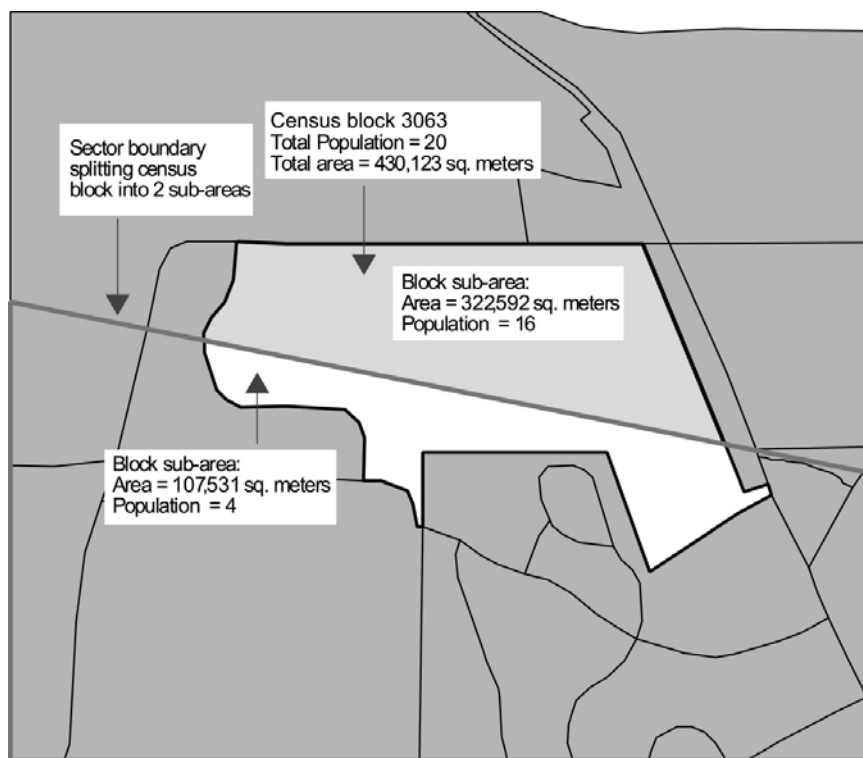 Census block 3063
Total Population = 20
Total area = 430,123 sq. meters
Sector boundary
splitting census
block into 2 sub-areas
Block sub-area:
Area = 322,592 sq. meters
Population = 16
Block sub-area:
Area = 107,531 sq. meters
Population = 4